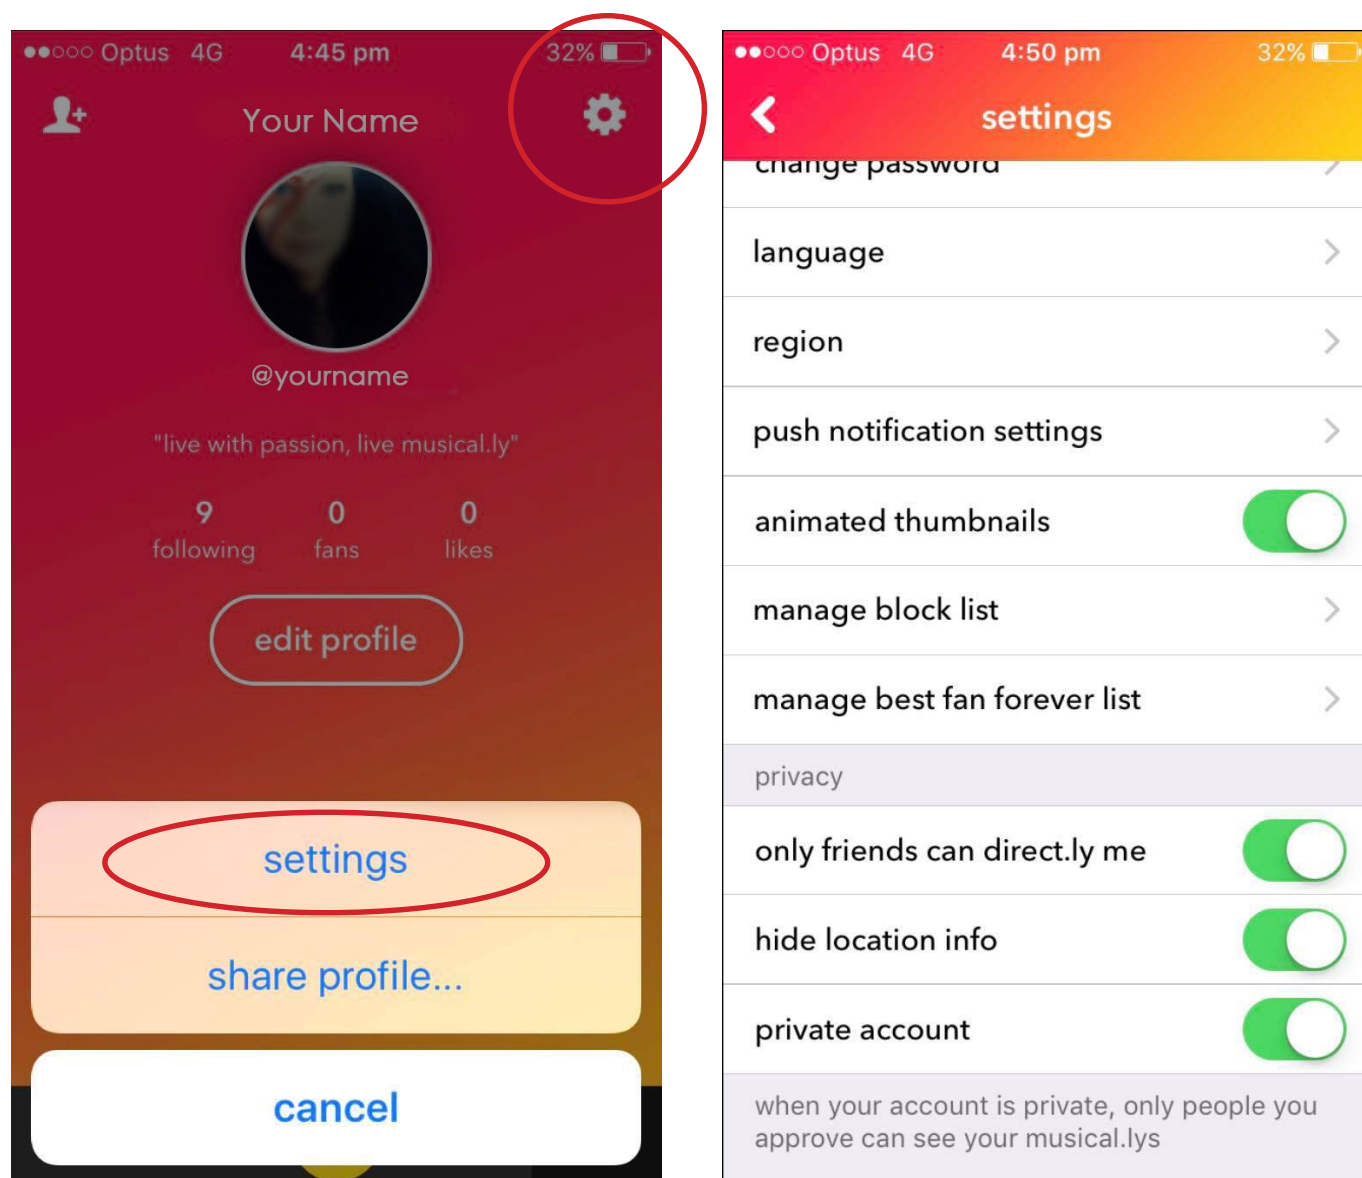 Optus 4G 4:45 pm 32%
Your Name
@yourname
"live with passion, live musical.ly"
9 0 0
following fans likes
edit profile
settings
share profile...
cancel
Optus 4G 4:50 pm 32%
settings
change password
language
region
push notification settings
animated thumbnails
manage block list
manage best fan forever list
privacy
only friends can direct.ly me
hide location info
private account
when your account is private, only people you
approve can see your musical.lys